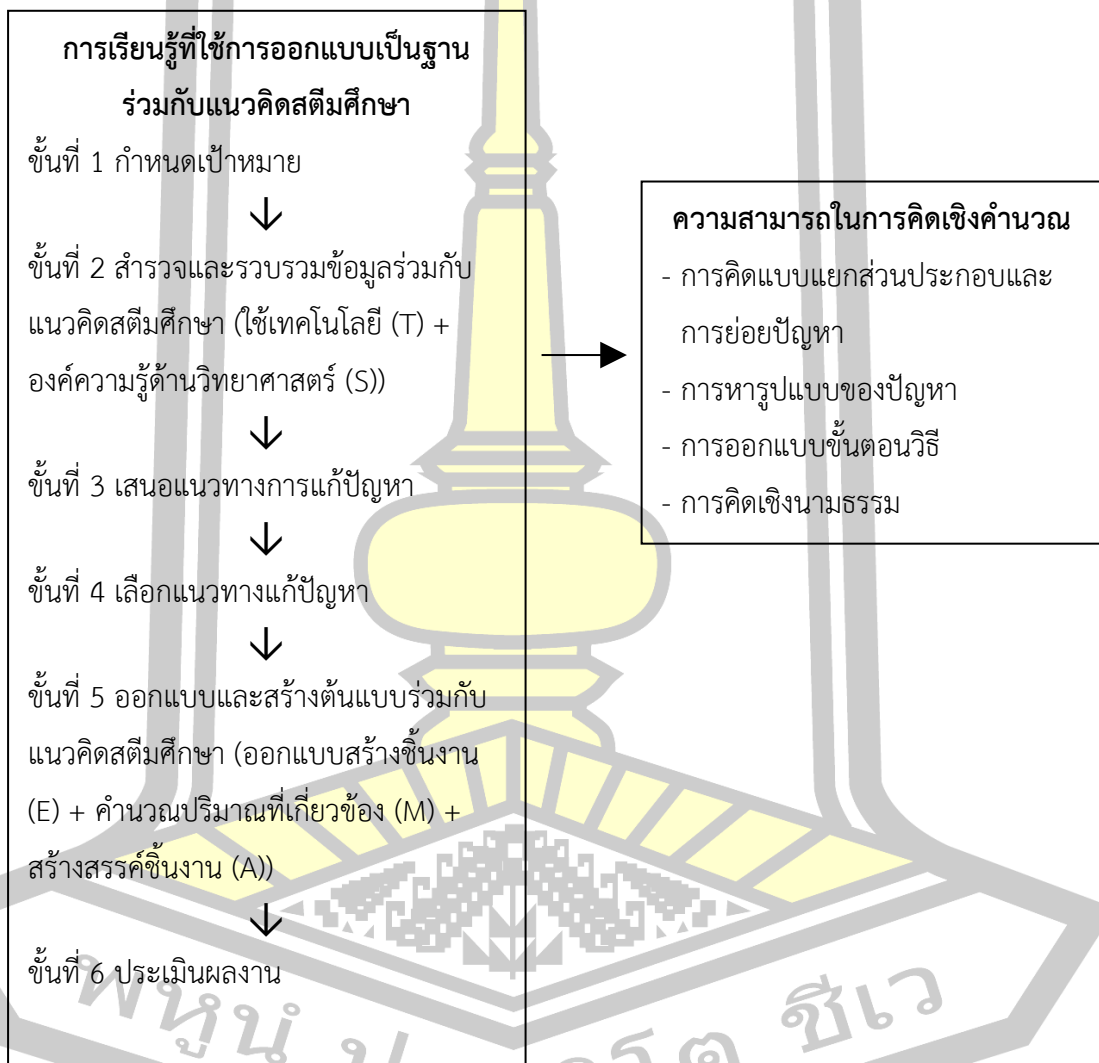 การเรียนรู้ที่ใช้การออกแบบเป็นฐาน
ร่วมกับแนวคิดสตีมศึกษา
ขั้นที่ 1 กำหนดเป้าหมาย
ขั้นที่ 2 สำรวจและรวบรวมข้อมูลร่วมกับ
แนวคิดสตีมศึกษา (ใช้เทคโนโลยี (T) +
องค์ความรู้ด้านวิทยาศาสตร์ (S))
ขั้นที่ 3 เสนอแนวทางการแก้ปัญหา
ขั้นที่ 4 เลือกแนวทางแก้ปัญหา
ขั้นที่ 5 ออกแบบและสร้างต้นแบบร่วมกับ
แนวคิดสตีมศึกษา (ออกแบบสร้างชิ้นงาน
(E) + คำนวณปริมาณที่เกี่ยวข้อง (M) +
สร้างสรรค์ชิ้นงาน (A))
ขั้นที่ 6 ประเมินผลงาน
ความสามารถในการคิดเชิงคำนวณ
- การคิดแบบแยกส่วนประกอบและ
การย่อยปัญหา
- การหารูปแบบของปัญหา
- การออกแบบขั้นตอนวิธี
- การคิดเชิงนามธรรม
พหูนํ ชีเว